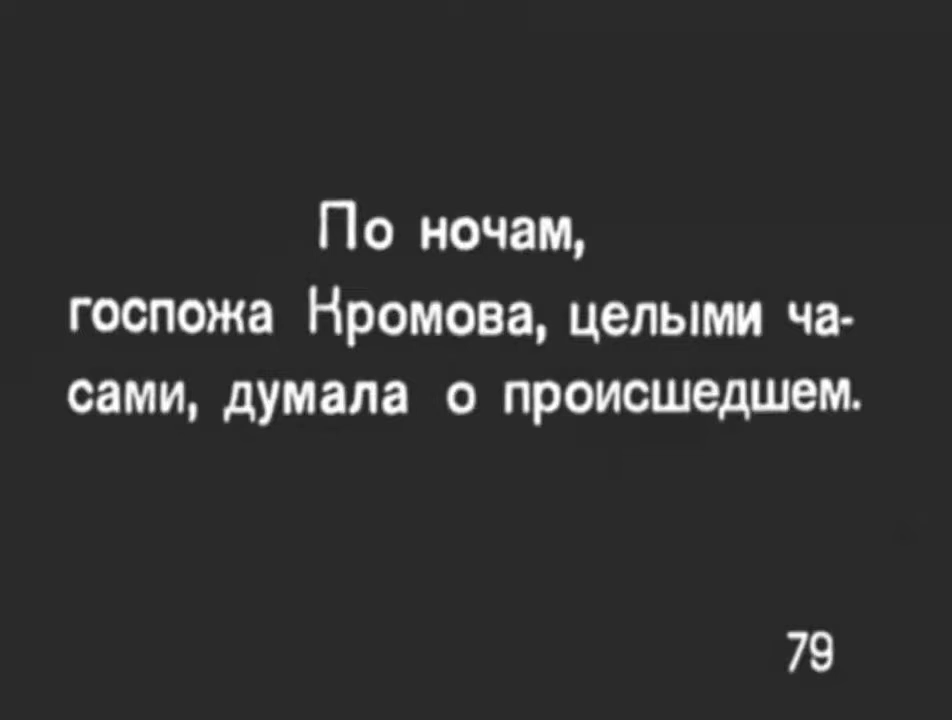 По ночам,
госпожа Кромова, целыми ча-
сами, думала о происшедшем.
79